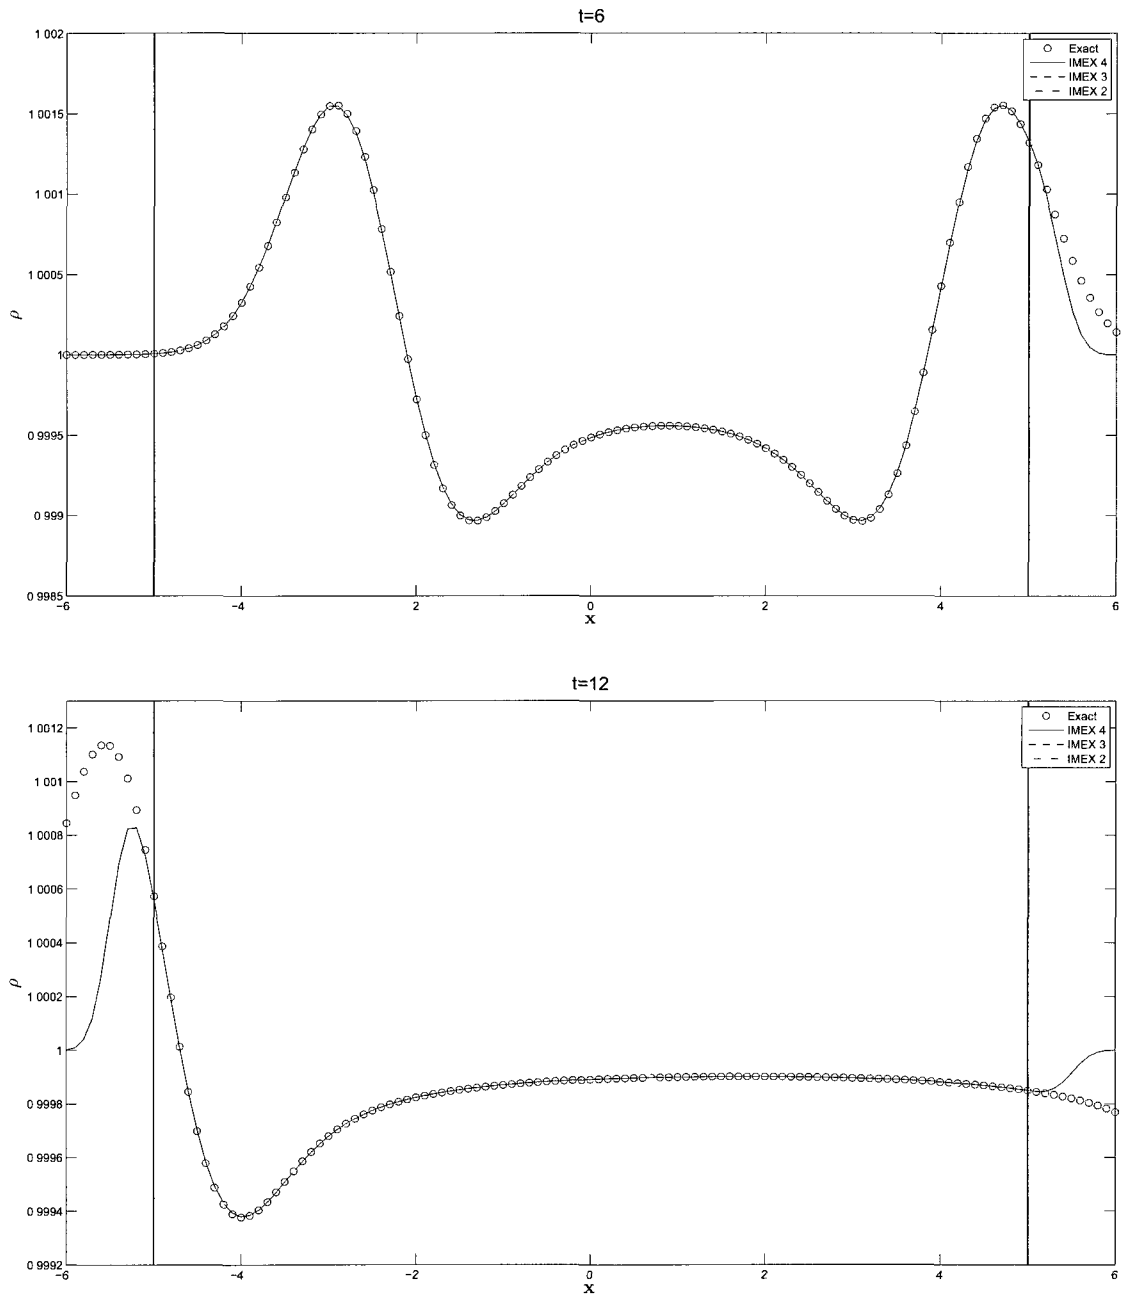 t=6
1 002
1 0015
1 001
1 0005
1
0 9995
0 999
0 9985
ρ
-6
-4
2
0
2
4
6
x
Exact
IMEX 4
IMEX 3
IMEX 2
t=12
1 0012
1 001
1 0008
1 0006
1 0004
1 0002
1
0 9998
0 9996
0 9994
0 9992
ρ
-6
-4
-2
0
2
4
6
x
Exact
IMEX 4
IMEX 3
IMEX 2